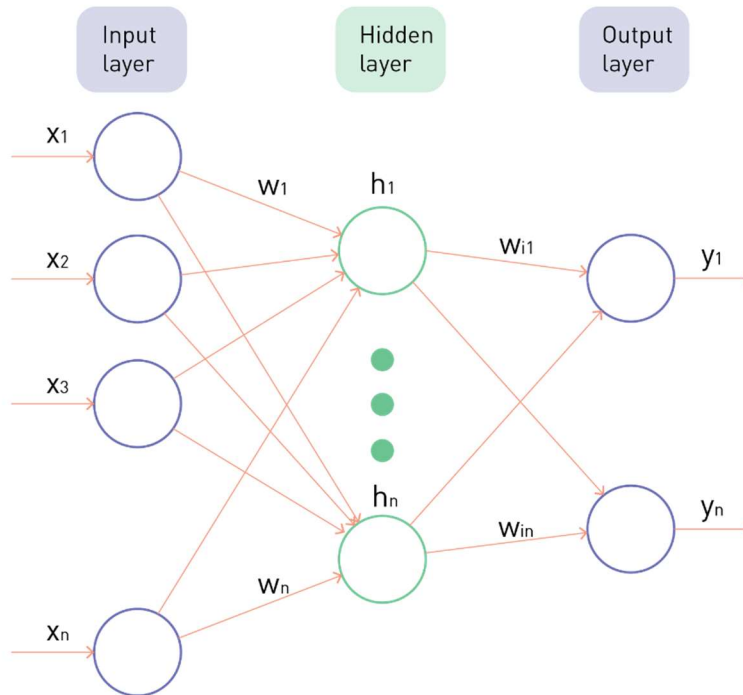 Input
layer
Hidden
layer
Output
layer
x1
w1
h1
x2
wi1
y1
x3
hn
wn
win
yn
xn